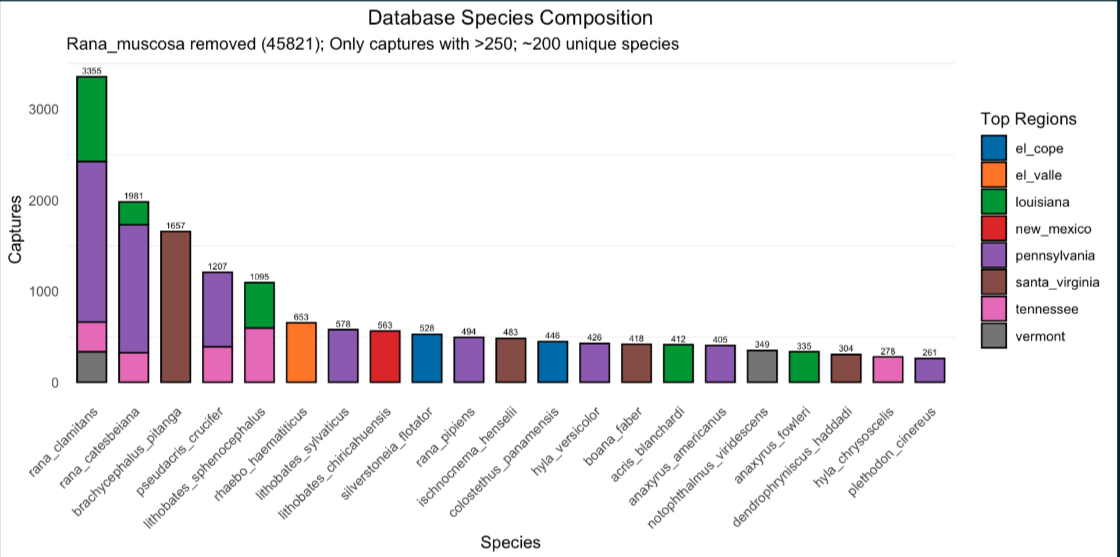 Database Species Composition
Rana_muscosa removed (45821); Only captures with >250; ~200 unique species
Captures
3000
2000
1000
0
3355
1981
1657
1207
1095
653
578
563
528
494
483
446
426
418
412
405
349
335
304
278
261
rana_clamitans
rana_catesbeiana
brachycephalus_pitanga
pseudacris_crucifer
lithobates_sphenocephalus
rhaebo_haematiticus
lithobates_sylvaticus
lithobates_chiricahuensis
silverstoneia_flotator
rana_pipiens
ischnocnema_henselii
colostethus_panamensis
hyla_versicolor
boana_faber
acris_blanchardi
anaxyrus_americanus
notophthalmus_viridescens
anaxyrus_fowleri
dendrophryniscus_haddadi
hyla_chrysoscelis
plethodon_cinereus
Species
Top Regions
el_cope
el_valle
louisiana
new_mexico
pennsylvania
santa_virginia
tennessee
vermont